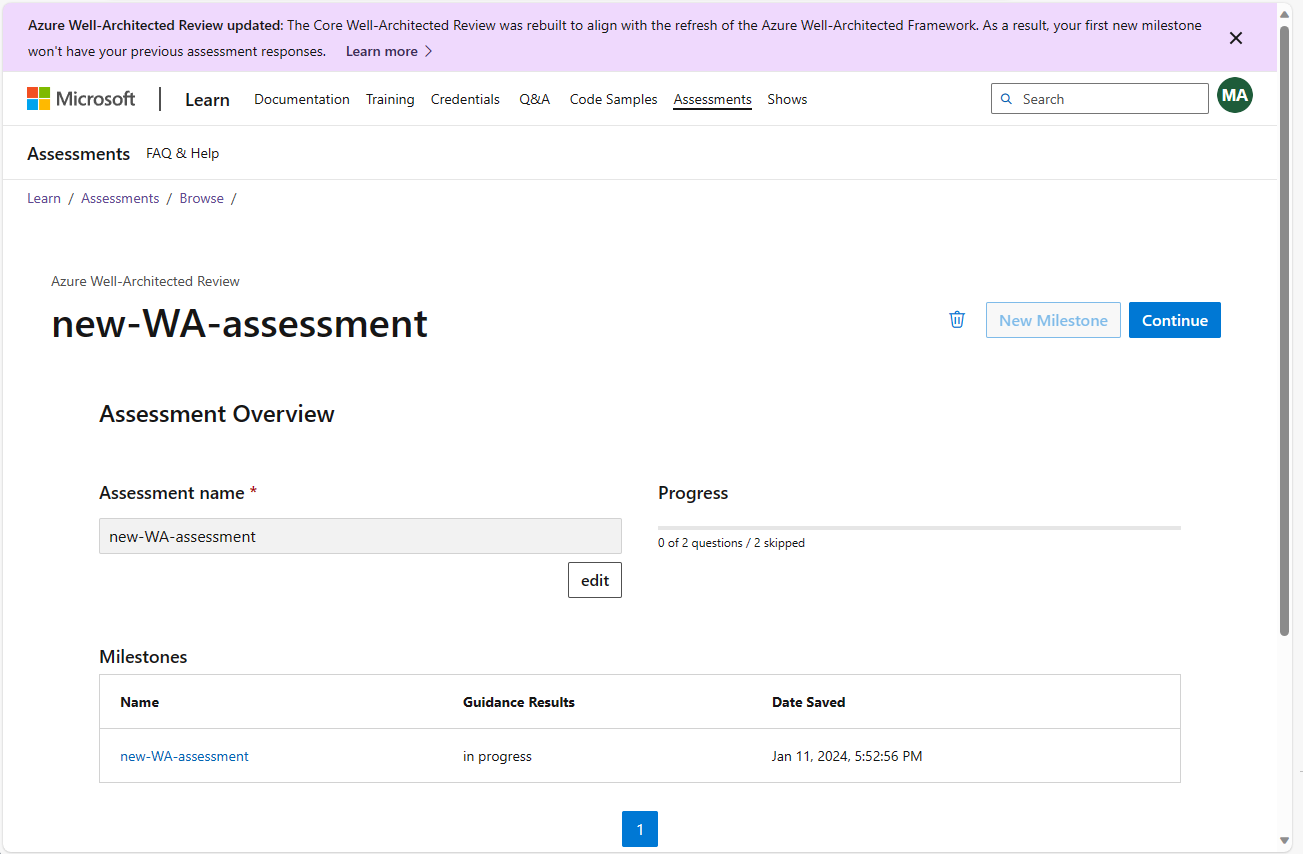 Azure Well-Architected Review updated: The Core Well-Architected Review was rebuilt to align with the refresh of the Azure Well-Architected Framework. As a result, your first new milestone
won't have your previous assessment responses. Learn more >
Microsoft | Learn Documentation Training Credentials Q&A Code Samples Assessments Shows Search MA
Assessments FAQ & Help
Learn / Assessments / Browse /
Azure Well-Architected Review
new-WA-assessment New Milestone Continue
Assessment Overview
Assessment name * Progress
new-WA-assessment
0 of 2 questions / 2 skipped
edit
Milestones
Name Guidance Results Date Saved
new-WA-assessment in progress Jan 11, 2024, 5:52:56 PM
1